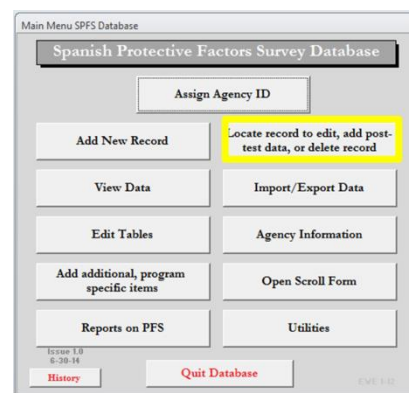 Main Menu SPFS Database
Spanish Protective Factors Survey Database
Assign Agency ID
Add New Record
Locate record to edit, add post-
test data, or delete record
View Data
Import/Export Data
Edit Tables
Agency Information
Add additional, program
specific items
Open Scroll Form
Reports on PFS
Utilities
Issue 1.0
6-30-14
History
Quit Database